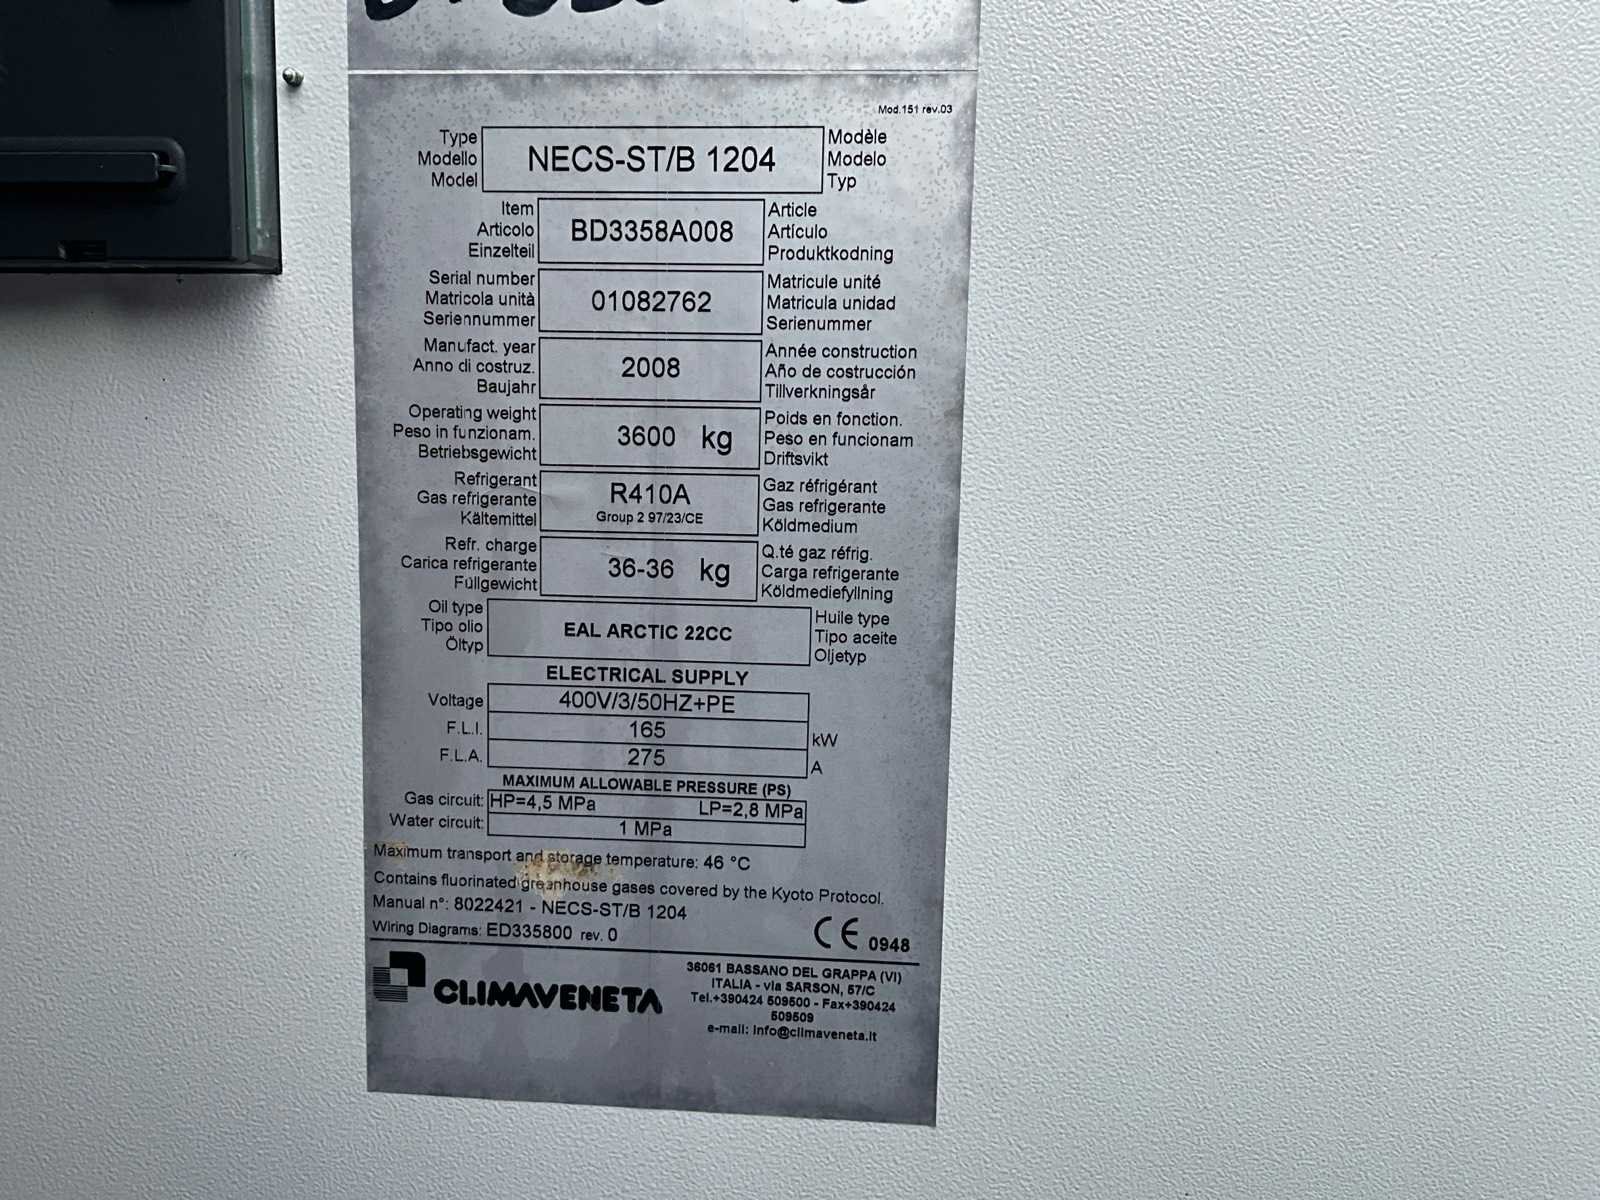 Mod.151 rev.03
Type
Modello
Model
NECS-ST/B 1204
Modèle
Modelo
Typ
Item
Articolo
Einzelteil
BD3358A008
Article
Artículo
Produktkodning
Serial number
Matricola unità
Seriennummer
01082762
Matricule unité
Matricula unidad
Serienummer
Manufact. year
Anno di costruz.
Baujahr
2008
Année construction
Año de costrucción
Tillverkningsår
Operating weight
Peso in funzionam.
Betriebsgewicht
3600 kg
Poids en fonction.
Peso en funcionam
Driftsvikt
Refrigerant
Gas refrigerante
Kältemittel
R410A
Group 2 97/23/CE
Gaz réfrigérant
Gas refrigerante
Köldmedium
Refr. charge
Carica refrigerante
Füllgewicht
36-36 kg
Q.té gaz réfrig.
Carga refrigerante
Köldmediefyllning
Oil type
Tipo olio
Öltyp
EAL ARCTIC 22CC
Huile type
Tipo aceite
Oljetyp
ELECTRICAL SUPPLY
Voltage 400V/3/50HZ+PE
F.L.I. 165 kW
F.L.A. 275 A
MAXIMUM ALLOWABLE PRESSURE (PS)
Gas circuit: HP=4,5 MPa LP=2,8 MPa
Water circuit: 1 MPa
Maximum transport and storage temperature: 46 °C
Contains fluorinated greenhouse gases covered by the Kyoto Protocol.
Manual n°: 8022421 - NECS-ST/B 1204
Wiring Diagrams: ED335800 rev. 0
CE 0948
CLIMAVENETA
36061 BASSANO DEL GRAPPA (VI)
ITALIA - via SARSON, 57/C
Tel.+390424 509500 - Fax+390424
509509
e-mail: info@climaveneta.it